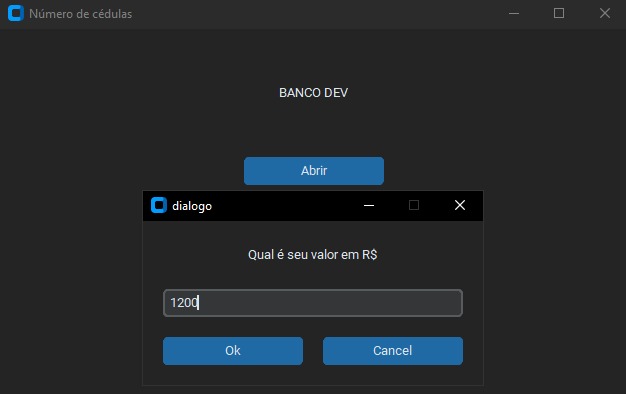 Número de cédulas
BANCO DEV
Abrir
dialogo
Qual é seu valor em R$
1200
Ok
Cancel